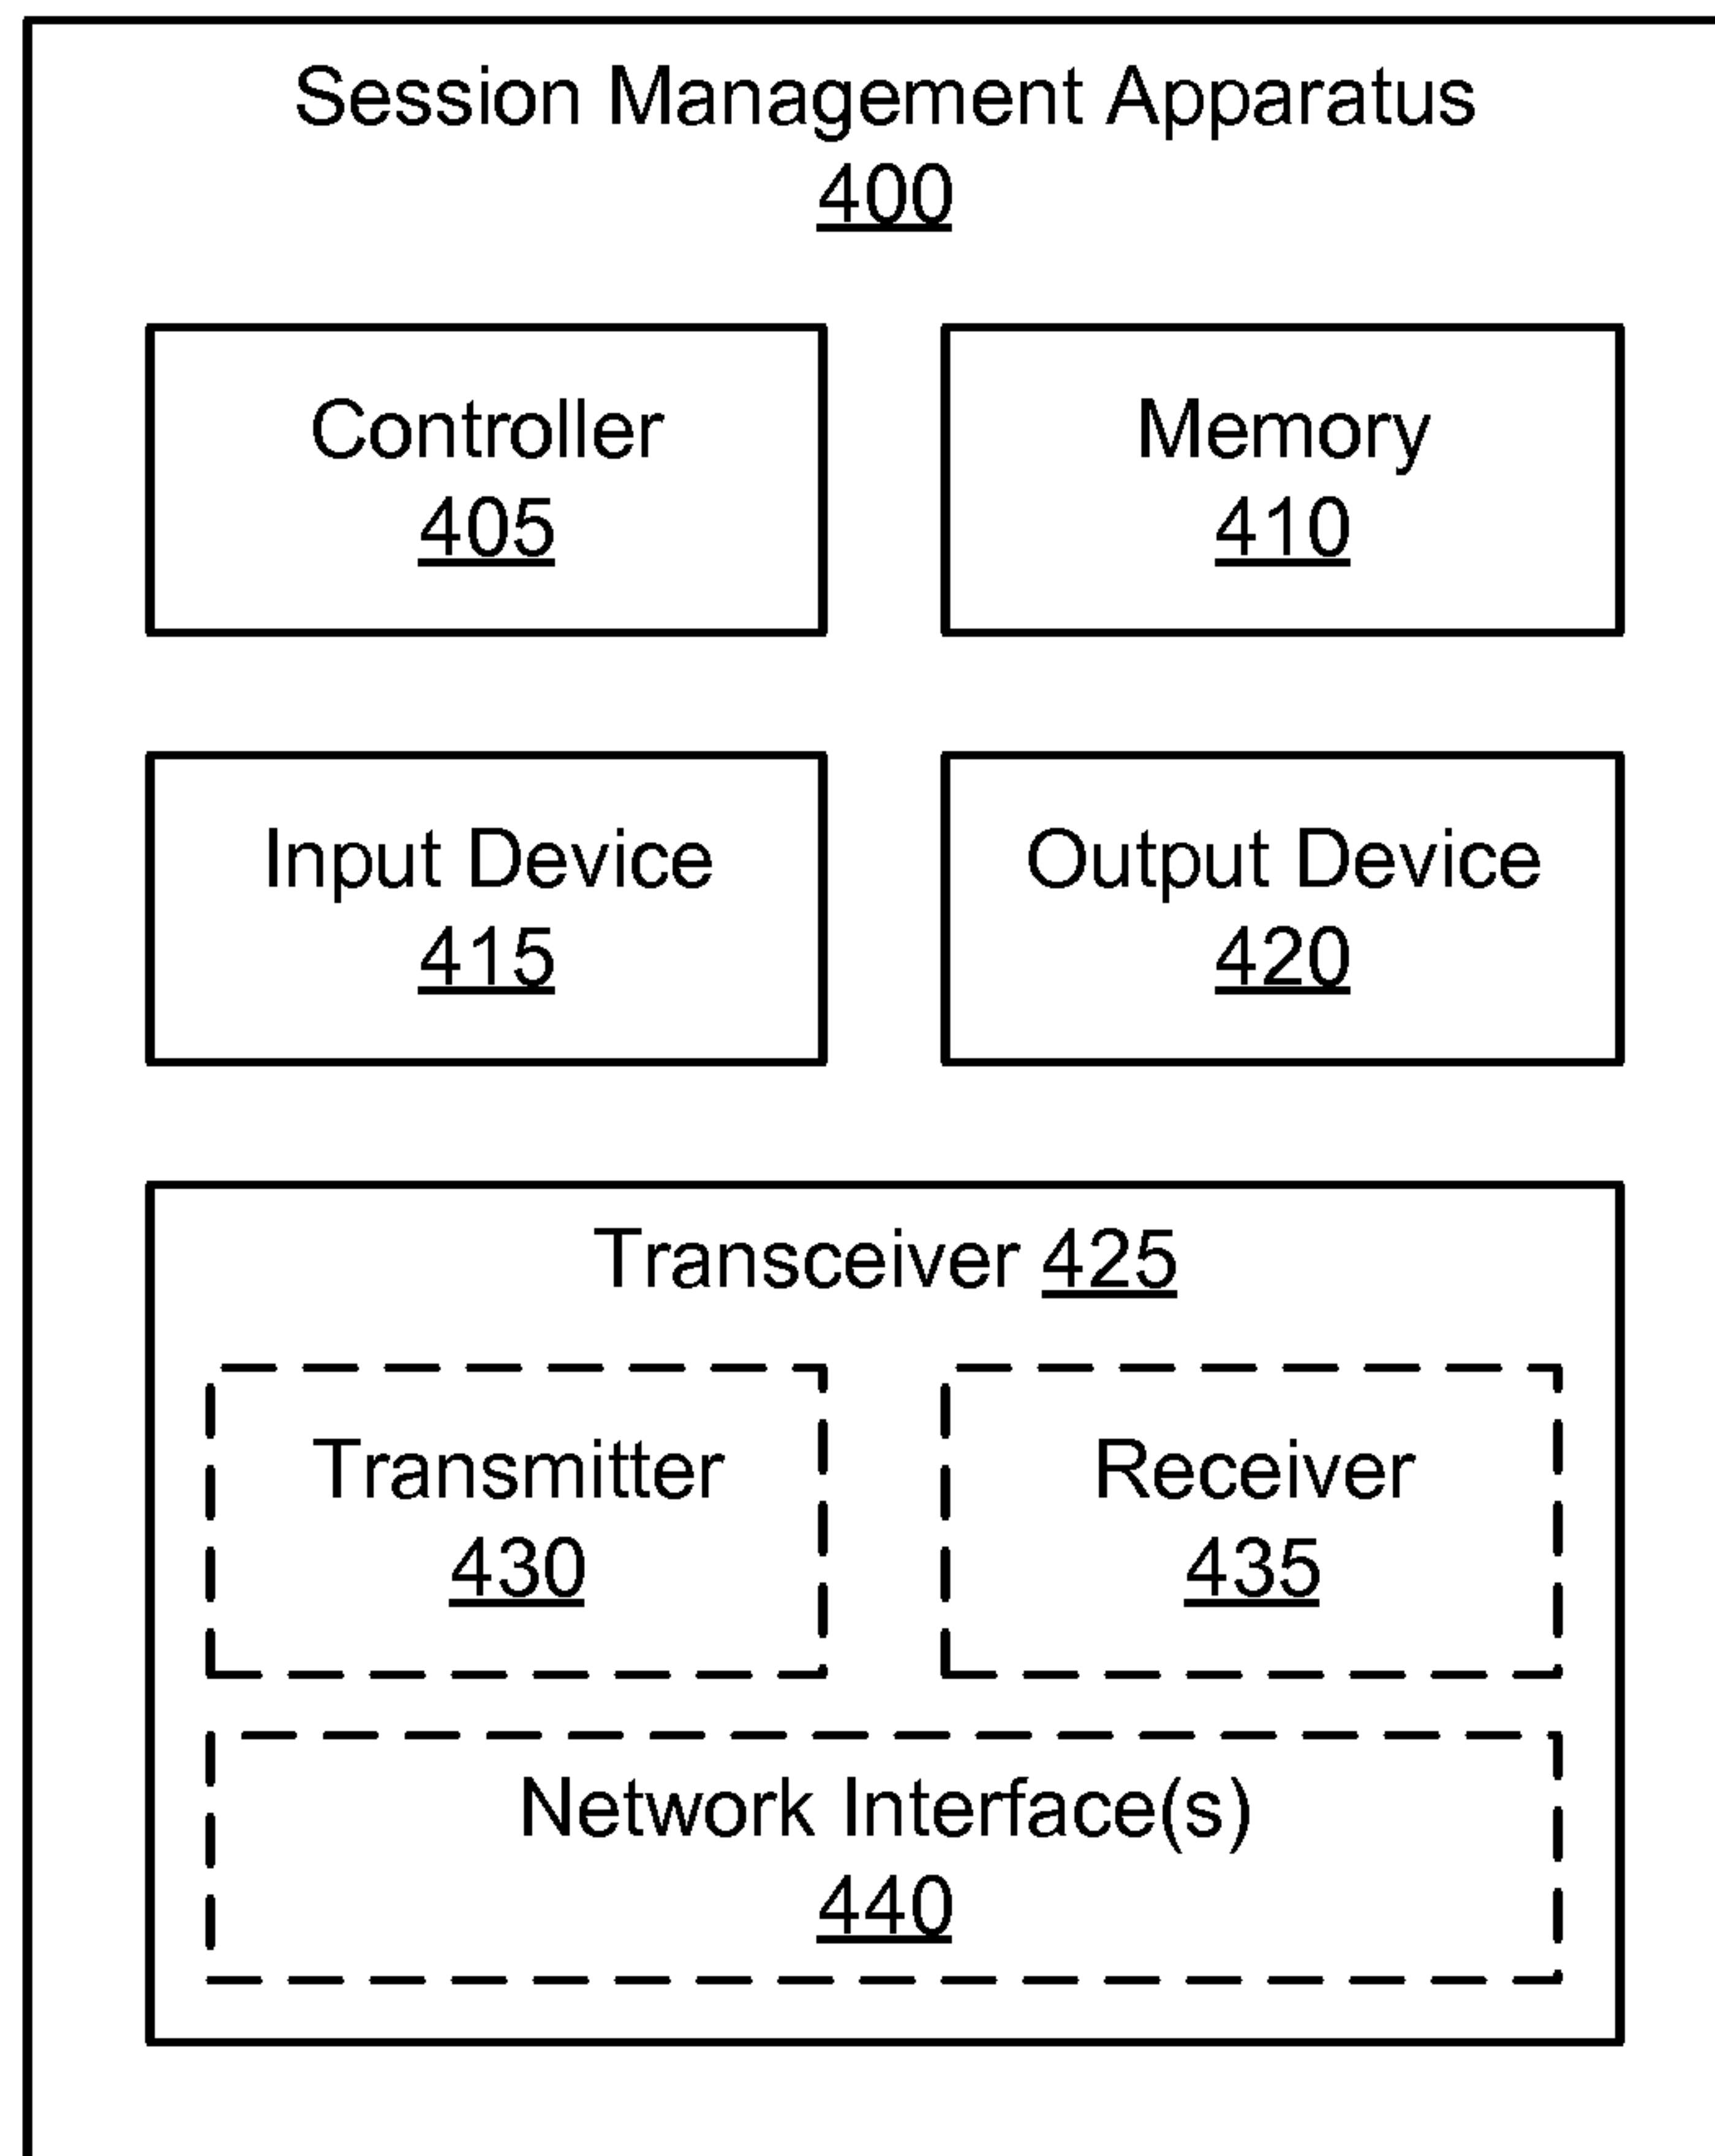 Session Management Apparatus
400
Controller
405
Memory
410
Input Device
415
Output Device
420
Transceiver 425
Transmitter
430
Receiver
435
Network Interface(s)
440